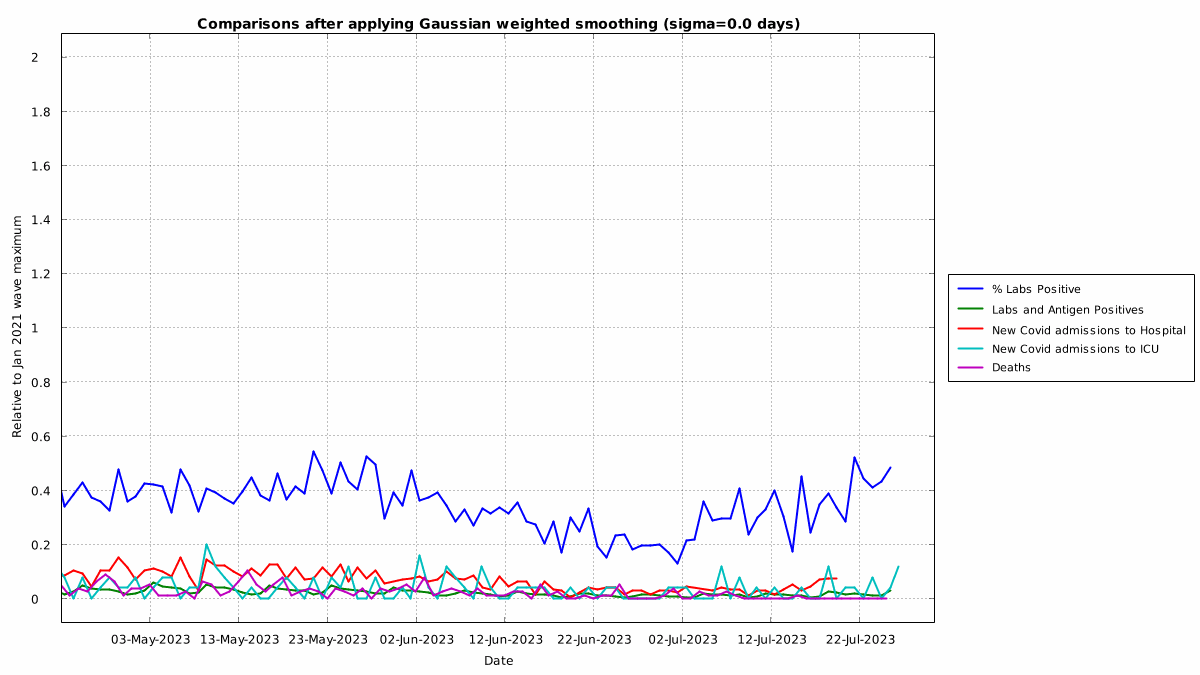 Comparisons after applying Gaussian weighted smoothing (sigma=0.0 days)
2
1.8
1.6
1.4
1.2
1
0.8
0.6
0.4
0.2
0
Relative to Jan 2021 wave maximum
03-May-2023 13-May-2023 23-May-2023 02-Jun-2023 12-Jun-2023 22-Jun-2023 02-Jul-2023 12-Jul-2023 22-Jul-2023
Date
% Labs Positive
Labs and Antigen Positives
New Covid admissions to Hospital
New Covid admissions to ICU
Deaths